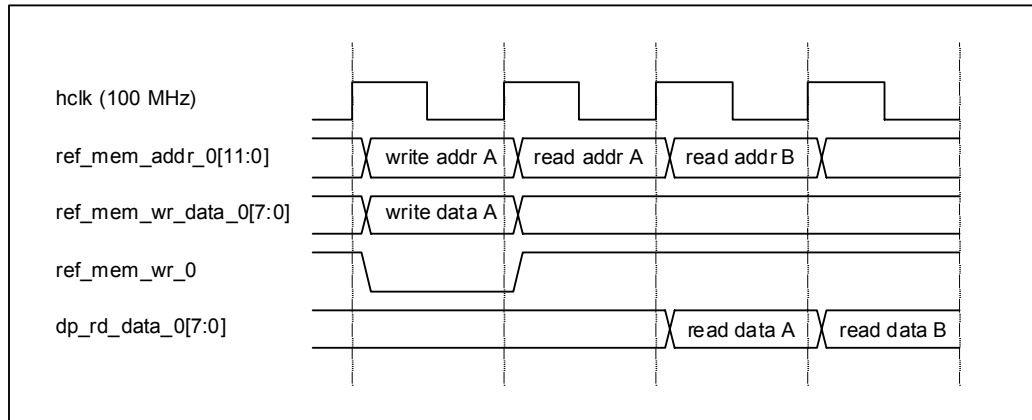 hclk (100 MHz)
ref_mem_addr_0[11:0] write addr A read addr A read addr B
ref_mem_wr_data_0[7:0] write data A
ref_mem_wr_0
dp_rd_data_0[7:0] read data A read data B